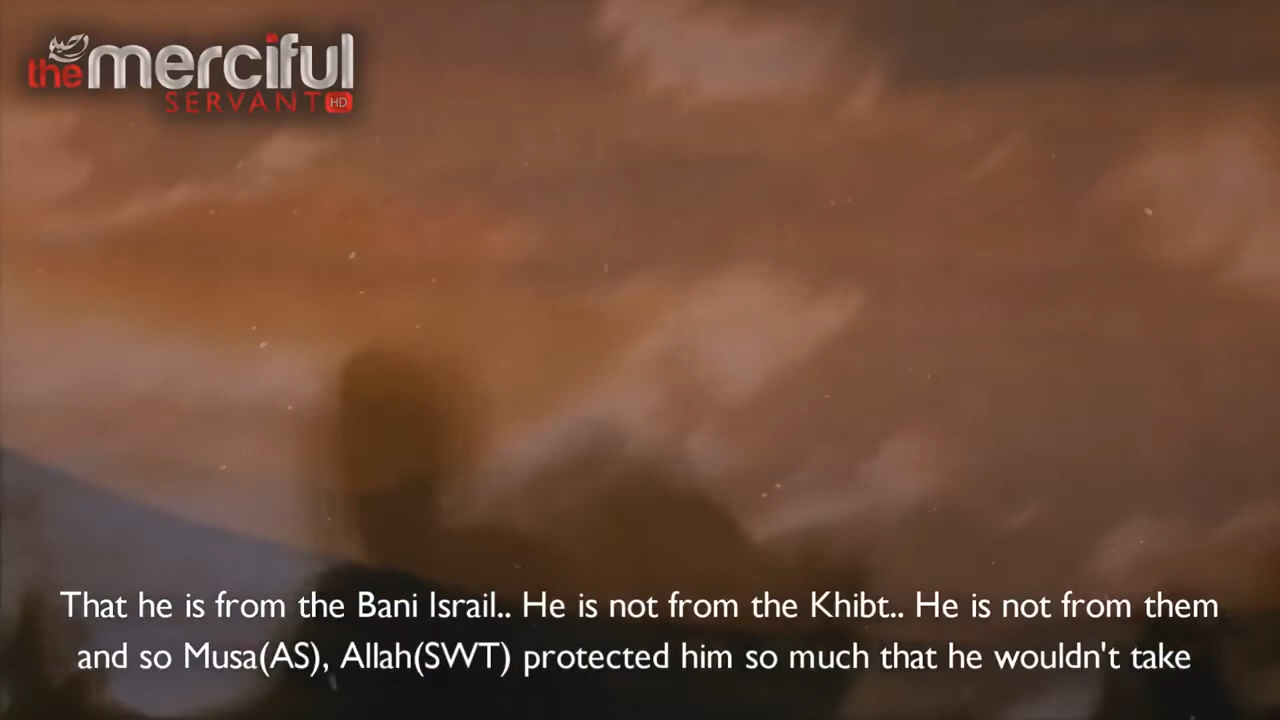 the merciful
SERVANT HD
That he is from the Bani Israil.. He is not from the Khibt.. He is not from them
and so Musa(AS), Allah(SWT) protected him so much that he wouldn't take